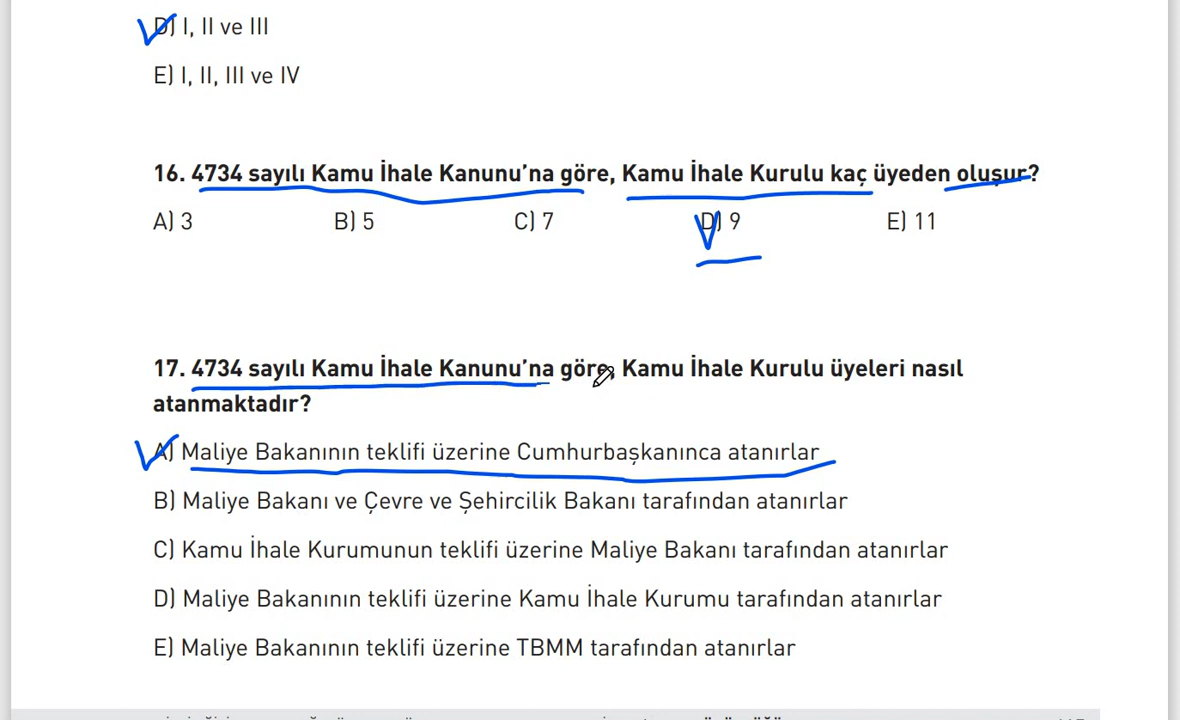 D) I, II ve III
E) I, II, III ve IV
16. 4734 sayılı Kamu İhale Kanunu’na göre, Kamu İhale Kurulu kaç üyeden oluşur?
A) 3 B) 5 C) 7 D) 9 E) 11
17. 4734 sayılı Kamu İhale Kanunu’na göre, Kamu İhale Kurulu üyeleri nasıl
atanmaktadır?
A) Maliye Bakanının teklifi üzerine Cumhurbaşkanınca atanırlar
B) Maliye Bakanı ve Çevre ve Şehircilik Bakanı tarafından atanırlar
C) Kamu İhale Kurumunun teklifi üzerine Maliye Bakanı tarafından atanırlar
D) Maliye Bakanının teklifi üzerine Kamu İhale Kurumu tarafından atanırlar
E) Maliye Bakanının teklifi üzerine TBMM tarafından atanırlar